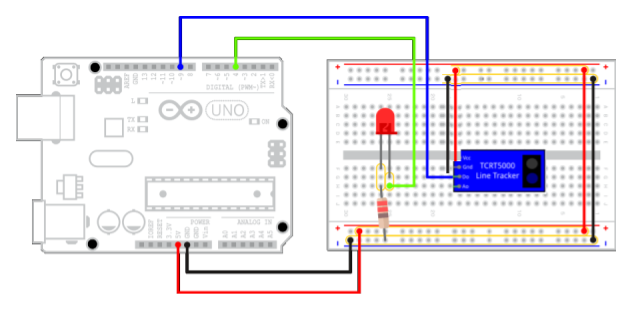 AREF
GND
13
12
~11
~10
~9
8
7
~6
~5
4
~3
2
TX→1
RX←0
DIGITAL (PWM~)
L
TX
RX
UNO
ON
IOREF
RESET
3.3V
5V
GND
GND
Vin
POWER
ANALOG IN
A0
A1
A2
A3
A4
A5
Vcc
Gnd
Do
TCRT5000
Line Tracker